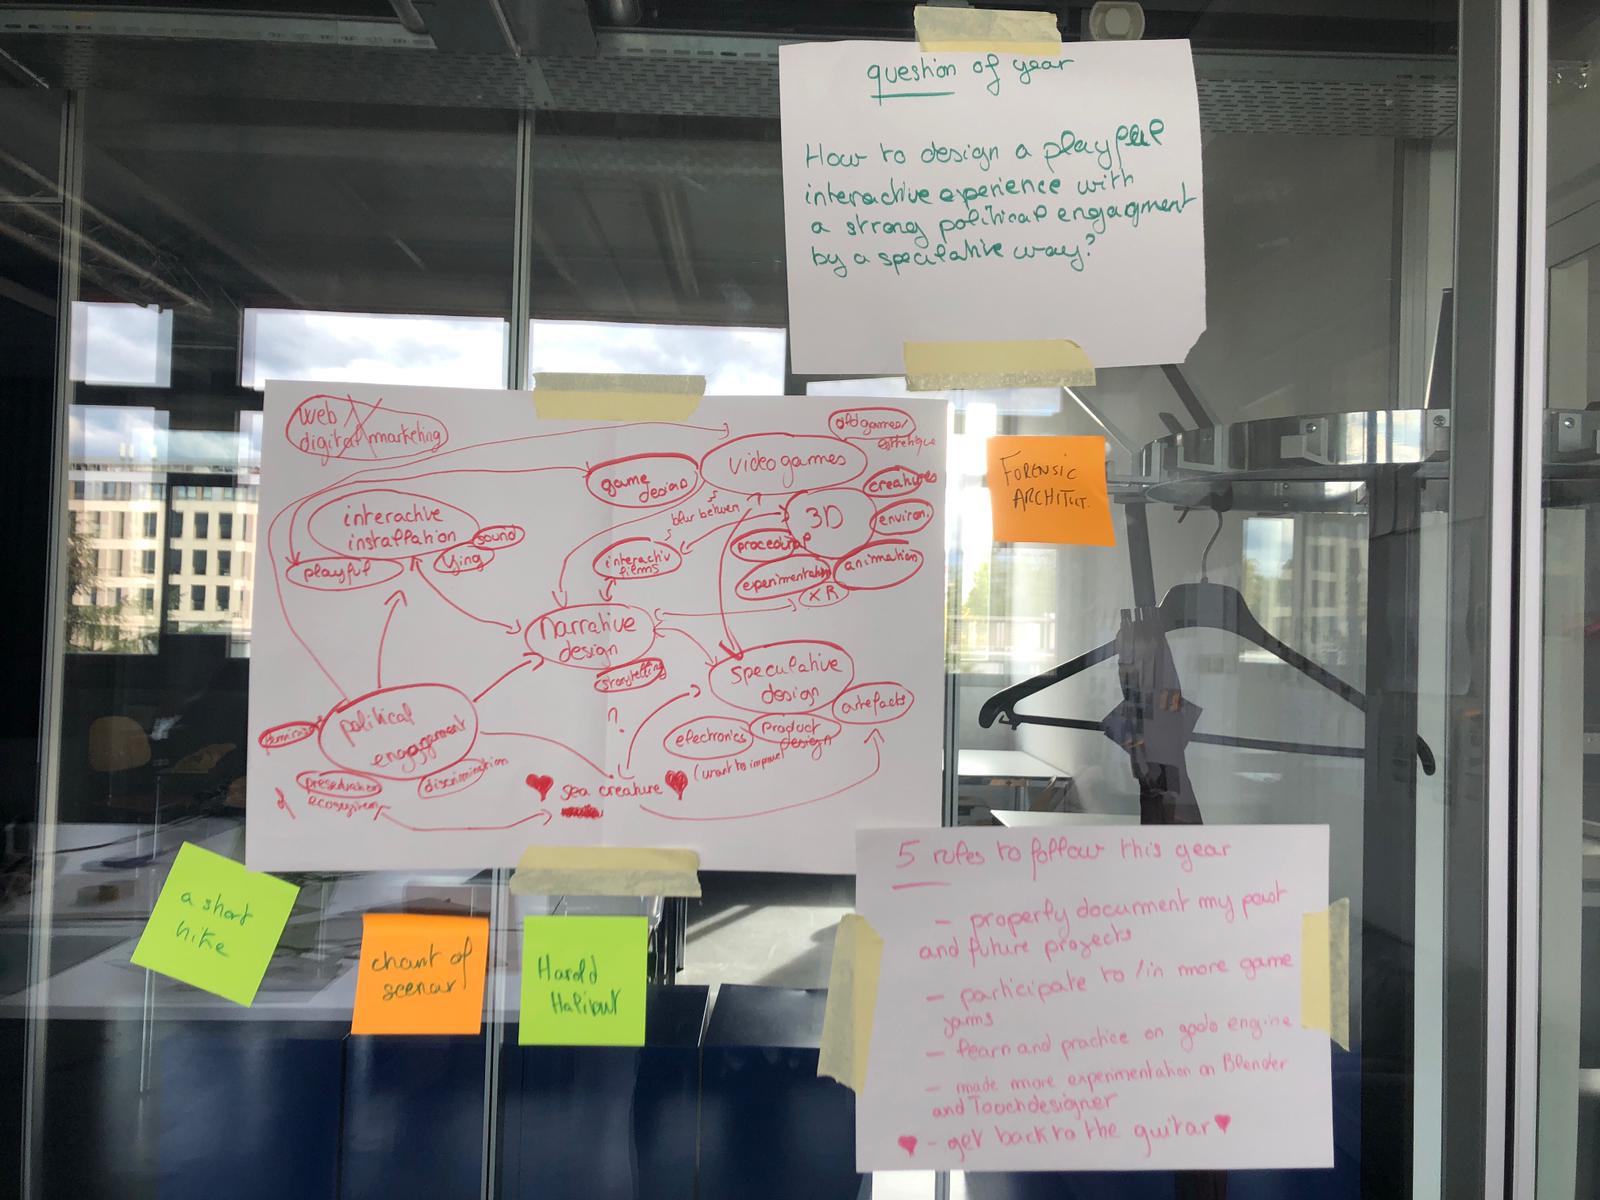 question of year
How to design a playful
interactive experience with
a strong political engagment
by a speculative way?
web
digital marketing
old games
esthetique
video games
game
design
creatures
interactive
installation
sound
playful
blur between
3D
environ.
procedural
interactiv
films
animation
experimentation
XR
narrative
design
storytelling
speculative
design
artefacts
electronics
product
design
(want to improve
political
engagement
preservation
ecosystem
discrimination
?
sea creature
FORENSIC
ARCHITECT.
a short
hike
chant of
seenar
Harold
Halibut
5 rules to follow this year
- properly document my past
and future projects
- participate to/in more game
jams
- learn and practice on godo engine
- made more experimentation on Blender
and Touchdesigner
- get back to the guitar